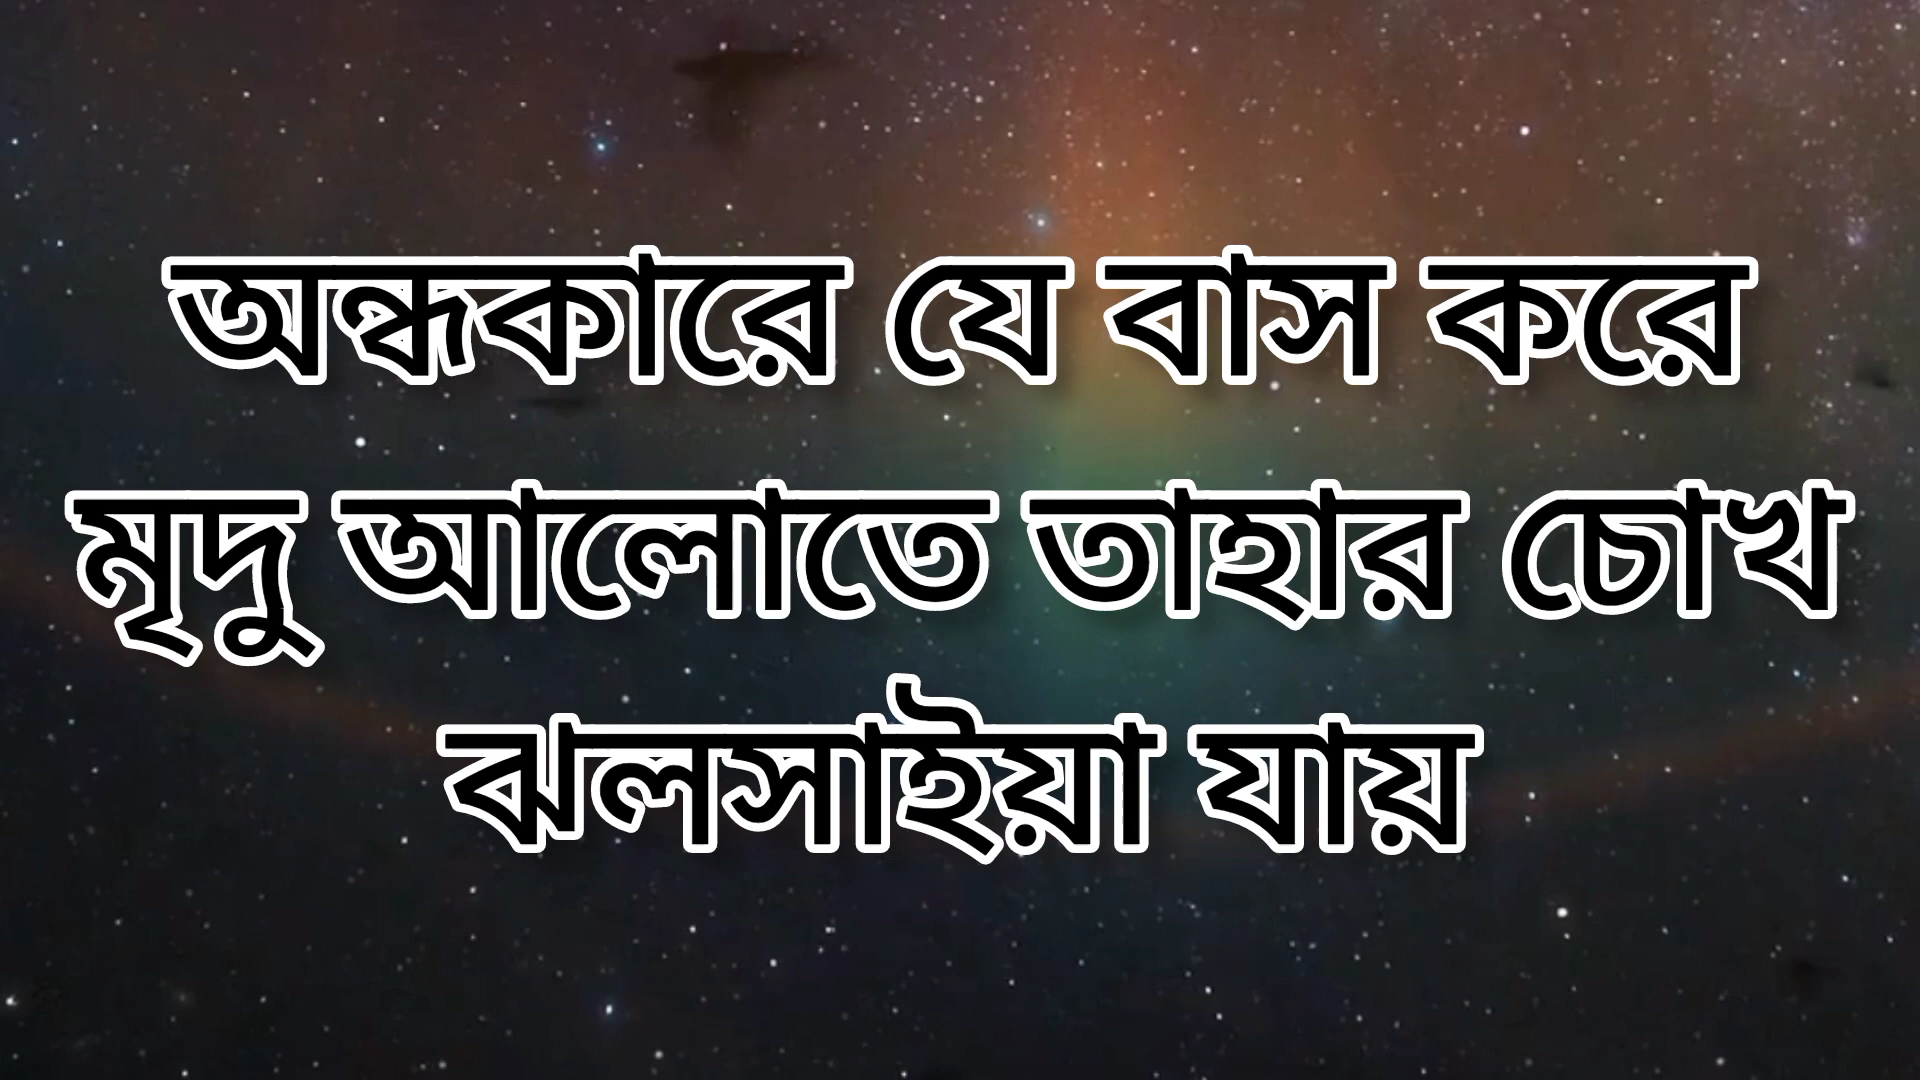 অন্ধকারে যে বাস করে
মৃদু আলোতে তাহার চোখ
ঝলসাইয়া যায়